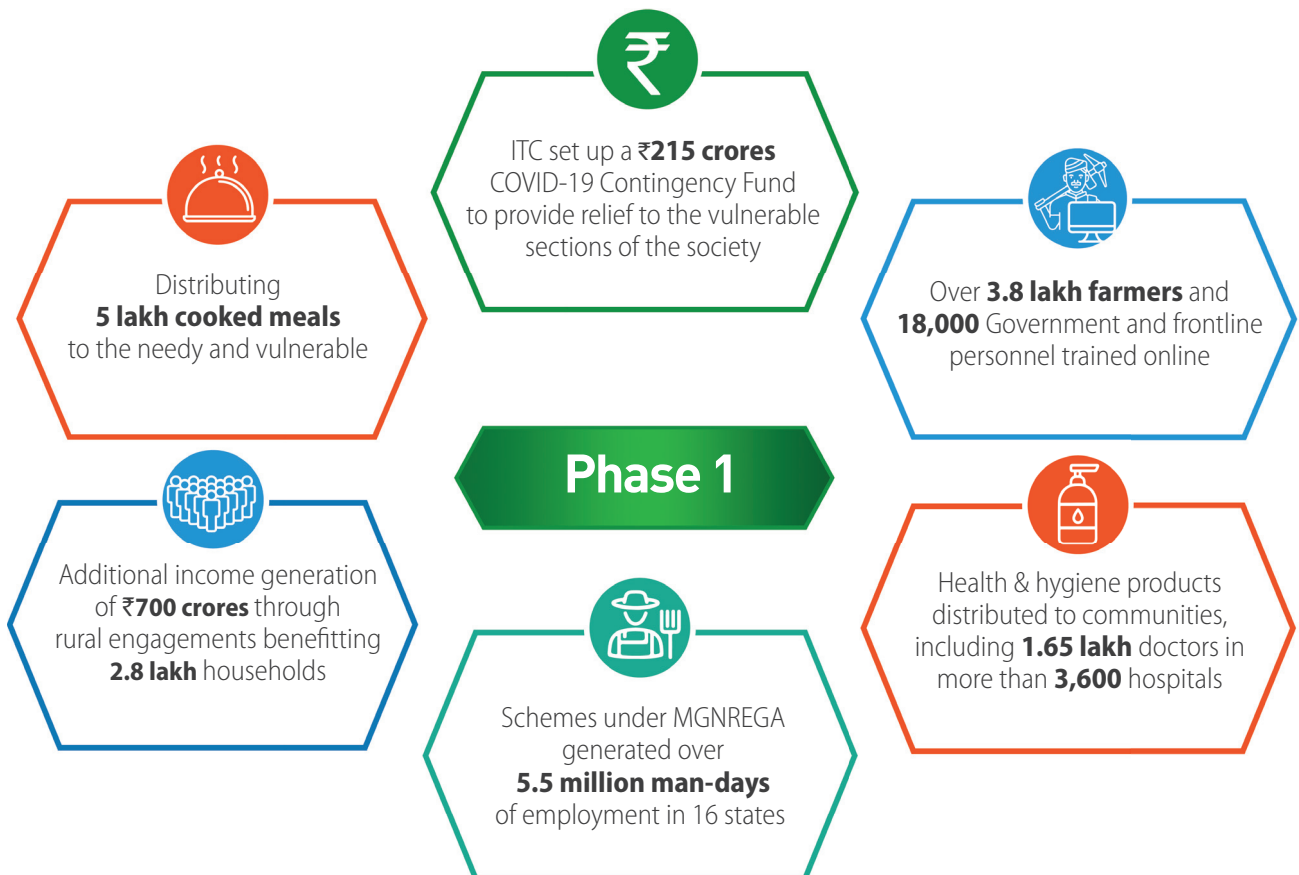 ₹
ITC set up a ₹215 crores
COVID-19 Contingency Fund
to provide relief to the vulnerable
sections of the society
Distributing
5 lakh cooked meals
to the needy and vulnerable
Over 3.8 lakh farmers and
18,000 Government and frontline
personnel trained online
Phase 1
Additional income generation
of ₹700 crores through
rural engagements benefitting
2.8 lakh households
Health & hygiene products
distributed to communities,
including 1.65 lakh doctors in
more than 3,600 hospitals
Schemes under MGNREGA
generated over
5.5 million man-days
of employment in 16 states